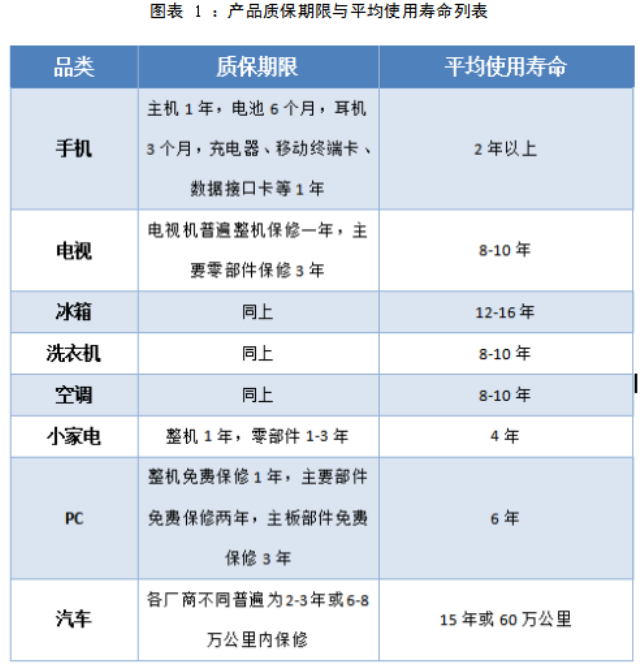 图表 1 ：产品质保期限与平均使用寿命列表
品类 质保期限 平均使用寿命
手机
主机 1 年，电池 6 个月，耳机
3 个月，充电器、移动终端卡、
数据接口卡等 1 年
2 年以上
电视
电视机普遍整机保修一年，主
要零部件保修 3 年
8-10 年
冰箱 同上 12-16 年
洗衣机 同上 8-10 年
空调 同上 8-10 年
小家电 整机 1 年，零部件 1-3 年 4 年
PC
整机免费保修 1 年，主要部件
免费保修两年，主板部件免费
保修 3 年
6 年
汽车
各厂商不同普遍为 2-3 年或 6-8
万公里内保修
15 年或 60 万公里